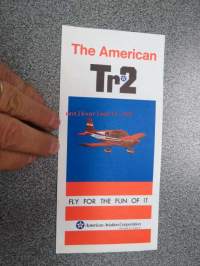 The American
Tr2
FLY FOR THE FUN OF IT
American Aviation Corporation